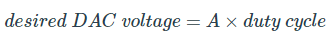 desired DAC voltage = A × duty cycle